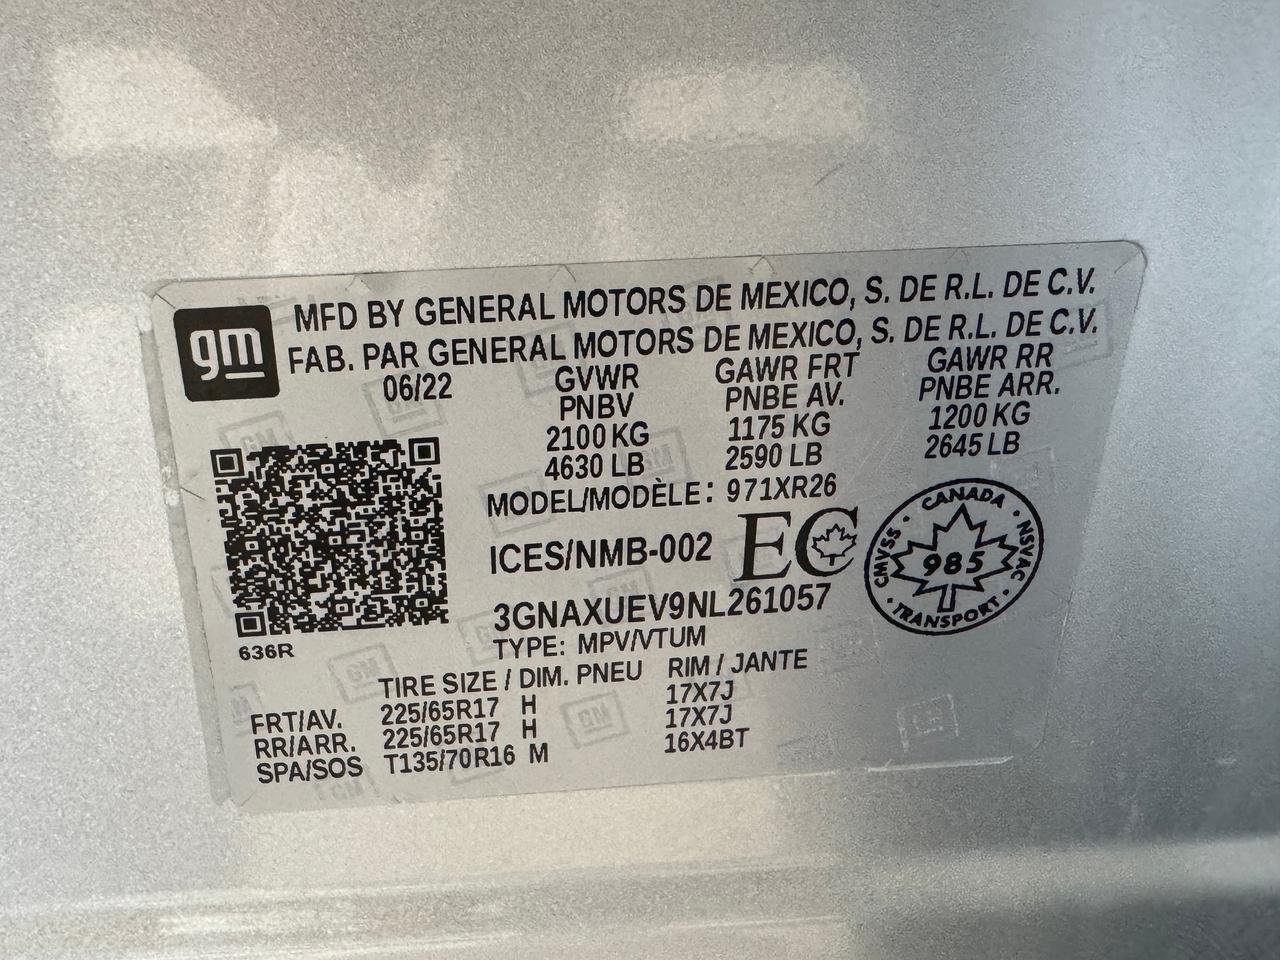 gm
MFD BY GENERAL MOTORS DE MEXICO, S. DE R.L. DE C.V.
FAB. PAR GENERAL MOTORS DE MEXICO, S. DE R.L. DE C.V.
06/22 GVWR GAWR FRT GAWR RR
PNBV PNBE AV. PNBE ARR.
2100 KG 1175 KG 1200 KG
4630 LB 2590 LB 2645 LB
MODEL/MODÈLE: 971XR26
ICES/NMB-002 EC
CANADA
CMVSS · NSVAC
985
TRANSPORT
3GNAXUEV9NL261057
TYPE: MPV/VTUM
636R
TIRE SIZE / DIM. PNEU RIM / JANTE
FRT/AV. 225/65R17 H 17X7J
RR/ARR. 225/65R17 H 17X7J
SPA/SOS T135/70R16 M 16X4BT